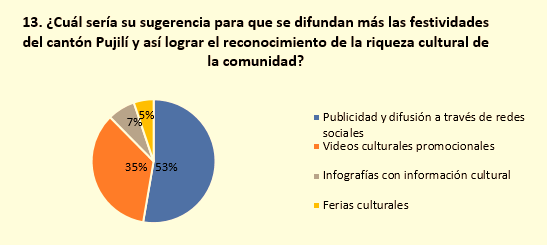 13. ¿Cuál sería su sugerencia para que se difundan más las festividades
del cantón Pujilí y así lograr el reconocimiento de la riqueza cultural de
la comunidad?
5%
7%
35%
53%
Publicidad y difusión a través de redes
sociales
Videos culturales promocionales
Infografías con información cultural
Ferias culturales